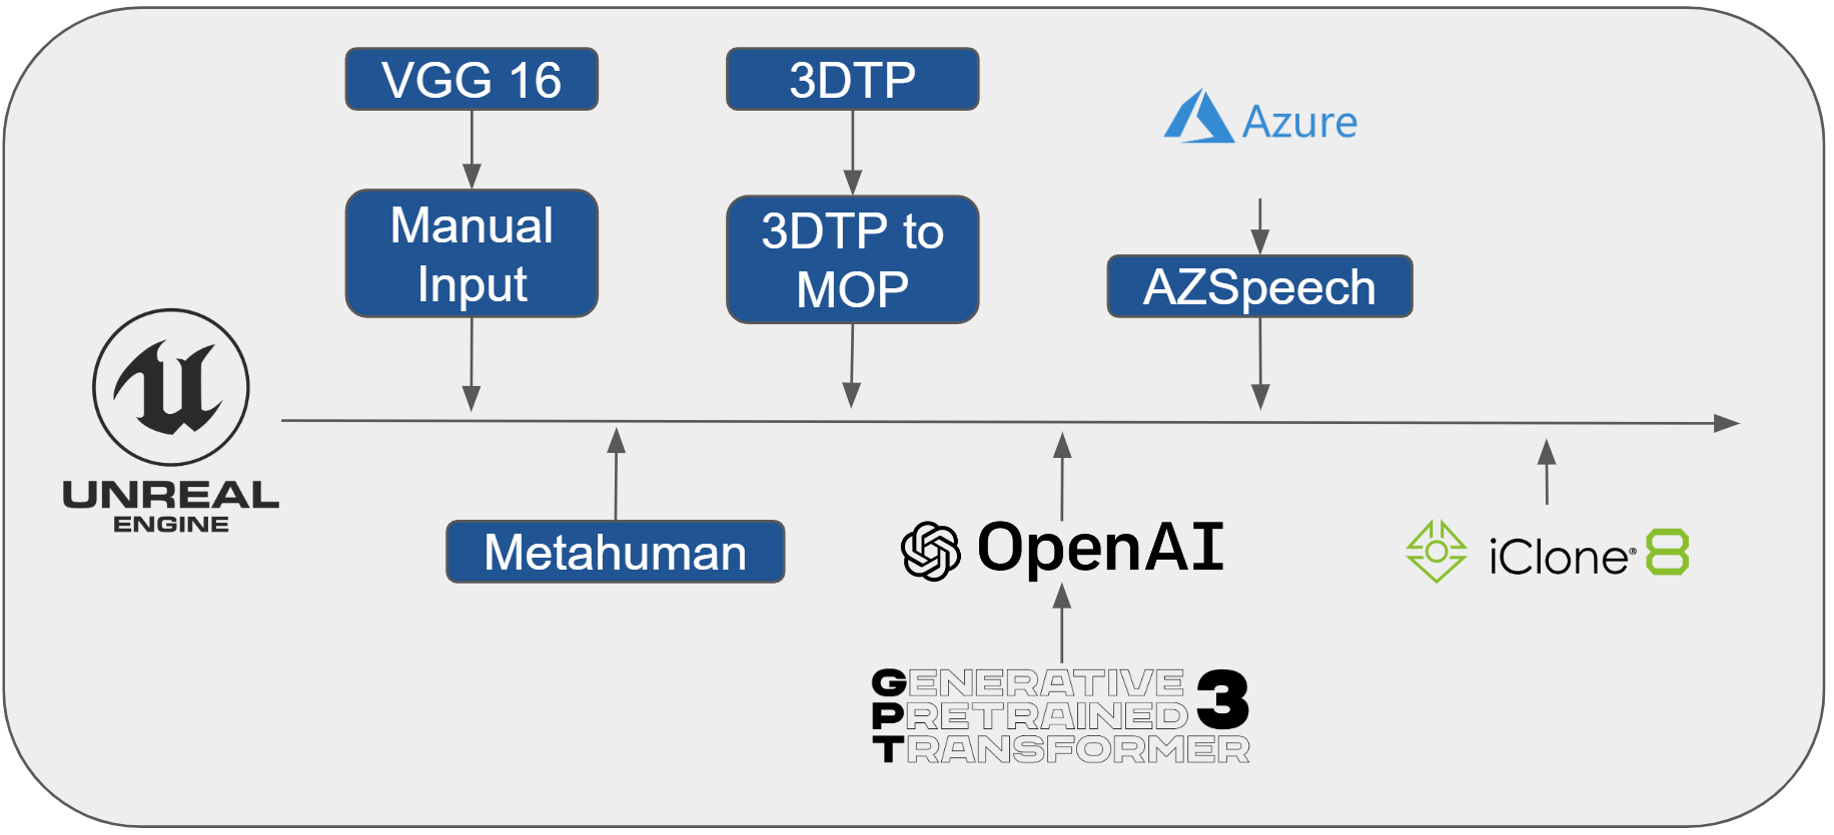 VGG 16
3DTP
Azure
Manual
Input
3DTP to
MOP
AZSpeech
UNREAL
ENGINE
Metahuman
OpenAI
iClone® 8
GENERATIVE 3
PRETRAINED
TRANSFORMER